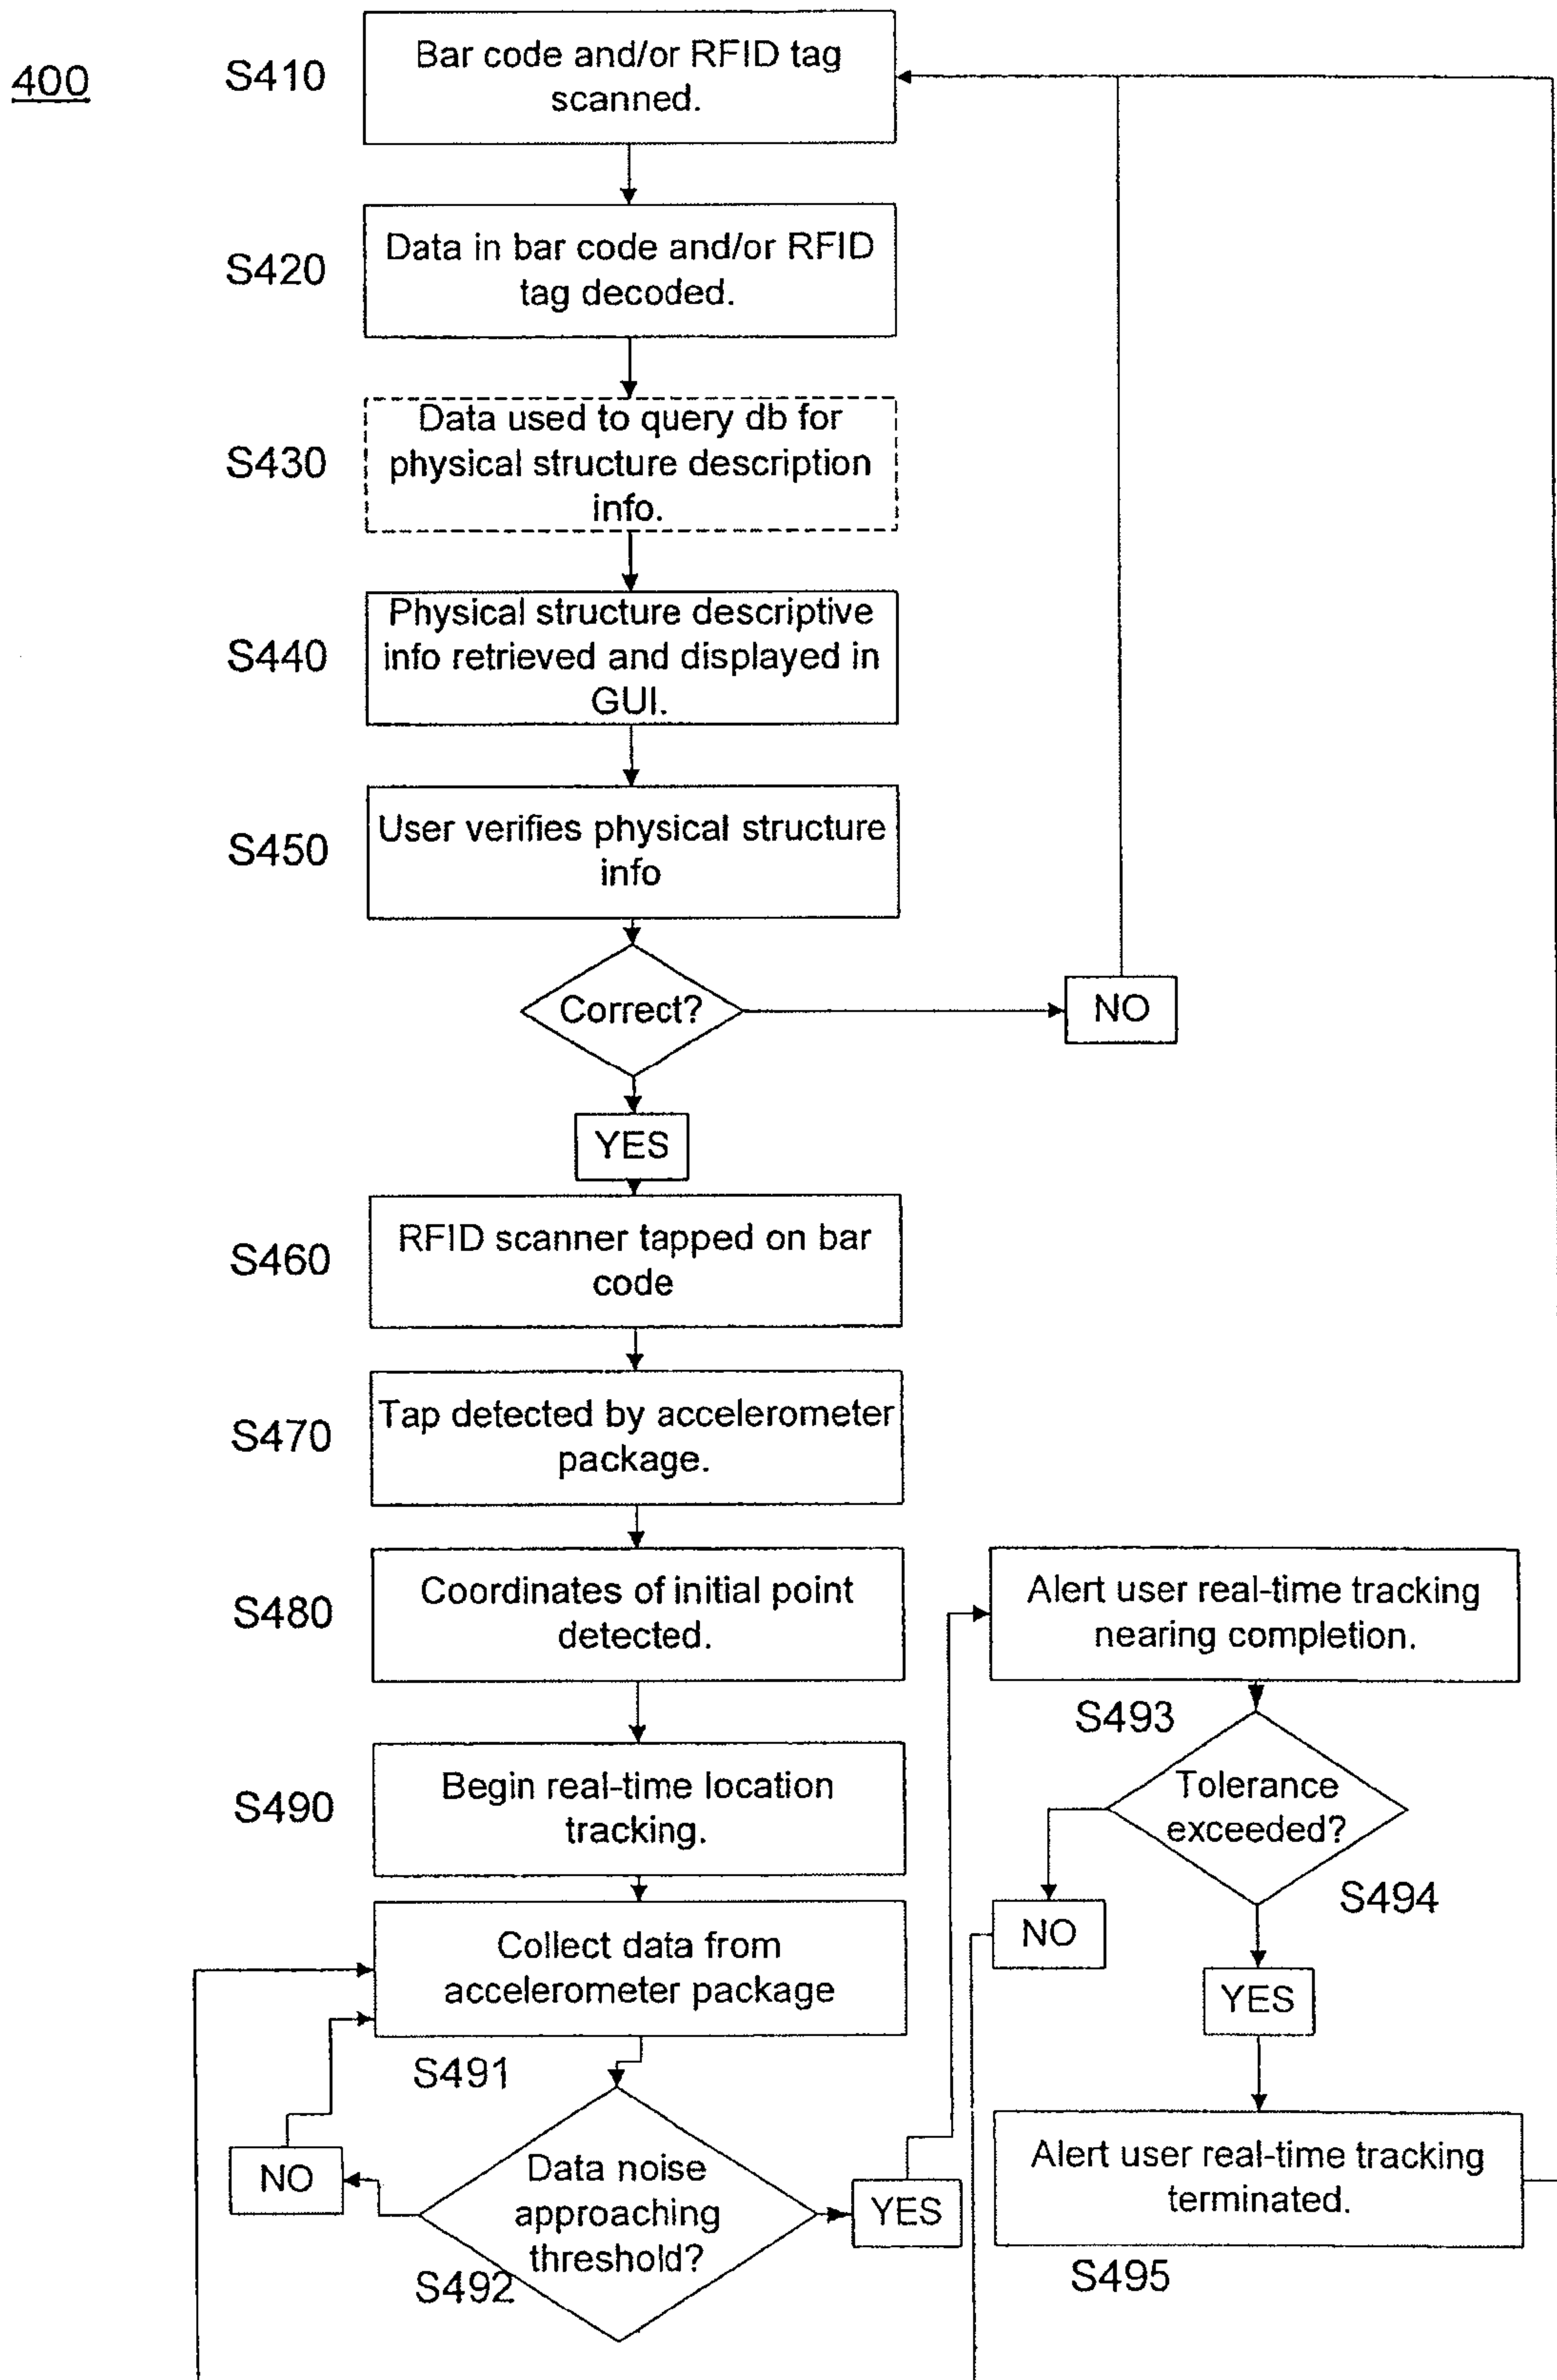 400
S410
Bar code and/or RFID tag
scanned.
S420
Data in bar code and/or RFID
tag decoded.
S430
Data used to query db for
physical structure description
info.
S440
Physical structure descriptive
info retrieved and displayed in
GUI.
S450
User verifies physical structure
info
Correct?
NO
YES
S460
RFID scanner tapped on bar
code
S470
Tap detected by accelerometer
package.
S480
Coordinates of initial point
detected.
S490
Begin real-time location
tracking.
Collect data from
accelerometer package
S491
Data noise
approaching
threshold?
S492
NO
YES
Alert user real-time tracking
nearing completion.
S493
Tolerance
exceeded?
S494
NO
YES
Alert user real-time tracking
terminated.
S495